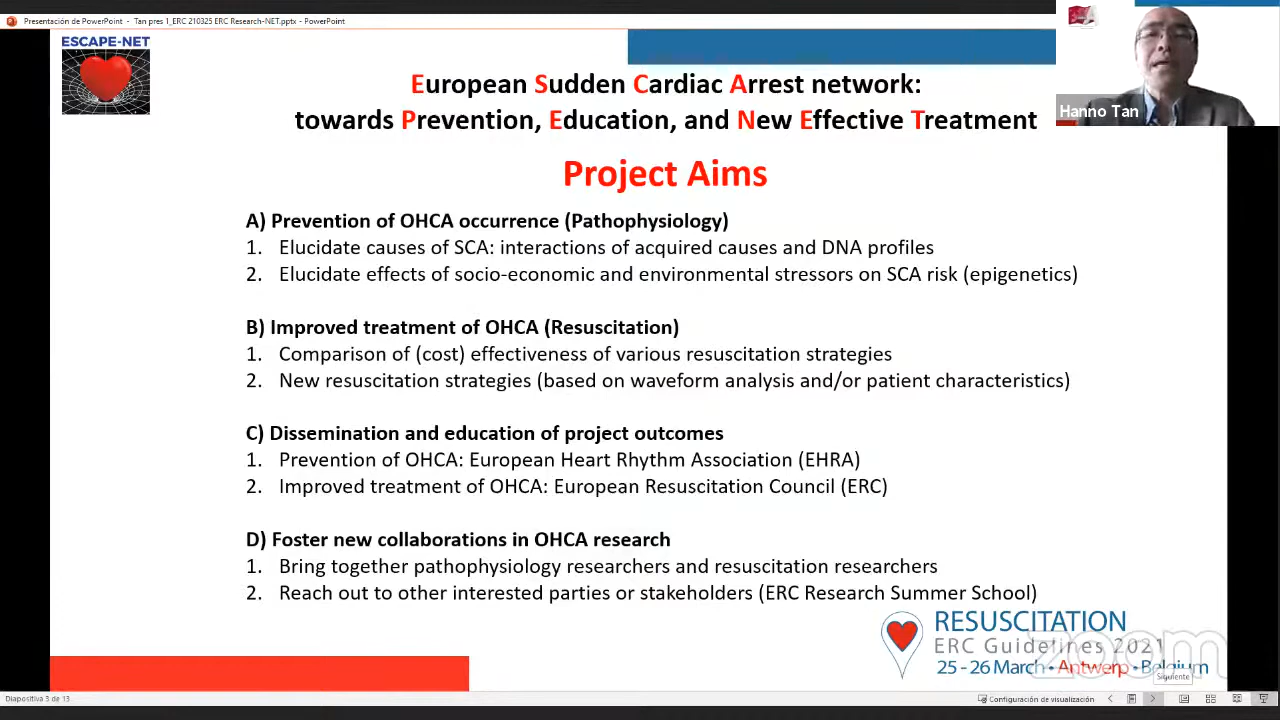 Presentación de PowerPoint - Tan pres 1_ERC 210325 ERC Research-NET.pptx - PowerPoint
ESCAPE-NET
European Sudden Cardiac Arrest network:
towards Prevention, Education, and New Effective Treatment
Hanno Tan
Project Aims
A) Prevention of OHCA occurrence (Pathophysiology)
1. Elucidate causes of SCA: interactions of acquired causes and DNA profiles
2. Elucidate effects of socio-economic and environmental stressors on SCA risk (epigenetics)
B) Improved treatment of OHCA (Resuscitation)
1. Comparison of (cost) effectiveness of various resuscitation strategies
2. New resuscitation strategies (based on waveform analysis and/or patient characteristics)
C) Dissemination and education of project outcomes
1. Prevention of OHCA: European Heart Rhythm Association (EHRA)
2. Improved treatment of OHCA: European Resuscitation Council (ERC)
D) Foster new collaborations in OHCA research
1. Bring together pathophysiology researchers and resuscitation researchers
2. Reach out to other interested parties or stakeholders (ERC Research Summer School)
RESUSCITATION
ERC Guidelines 2021
zoom
25 - 26 March • Antwerp • Belgium
Siguiente
Diapositiva 3 de 13
Configuración de visualización